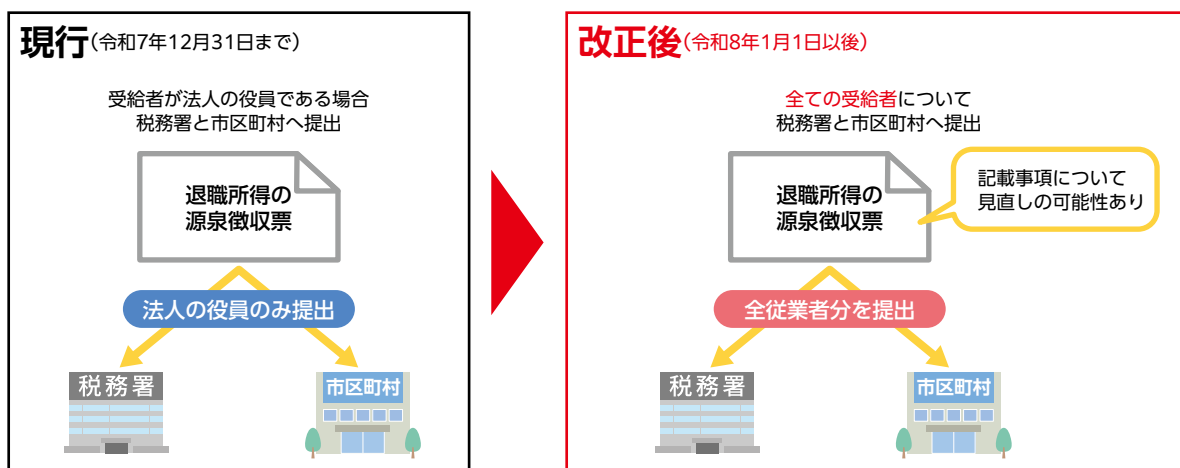 現行(令和7年12月31日まで)
受給者が法人の役員である場合
税務署と市区町村へ提出
退職所得の
源泉徴収票
法人の役員のみ提出
税務署
市区町村
改正後(令和8年1月1日以後)
全ての受給者について
税務署と市区町村へ提出
退職所得の
源泉徴収票
記載事項について
見直しの可能性あり
全従業者分を提出
税務署
市区町村